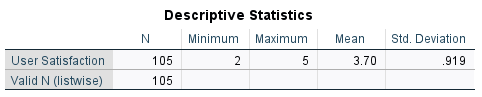 Descriptive Statistics
N Minimum Maximum Mean Std. Deviation
User Satisfaction 105 2 5 3.70 .919
Valid N (listwise) 105